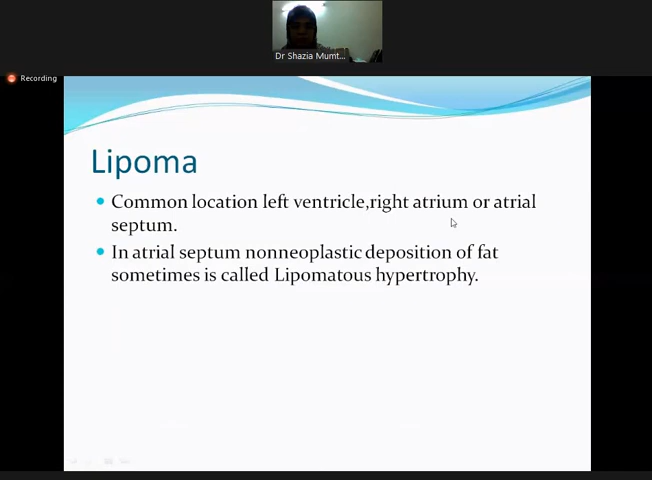 Dr Shazia Mumt...
Recording
Lipoma
Common location left ventricle,right atrium or atrial
septum.
In atrial septum nonneoplastic deposition of fat
sometimes is called Lipomatous hypertrophy.